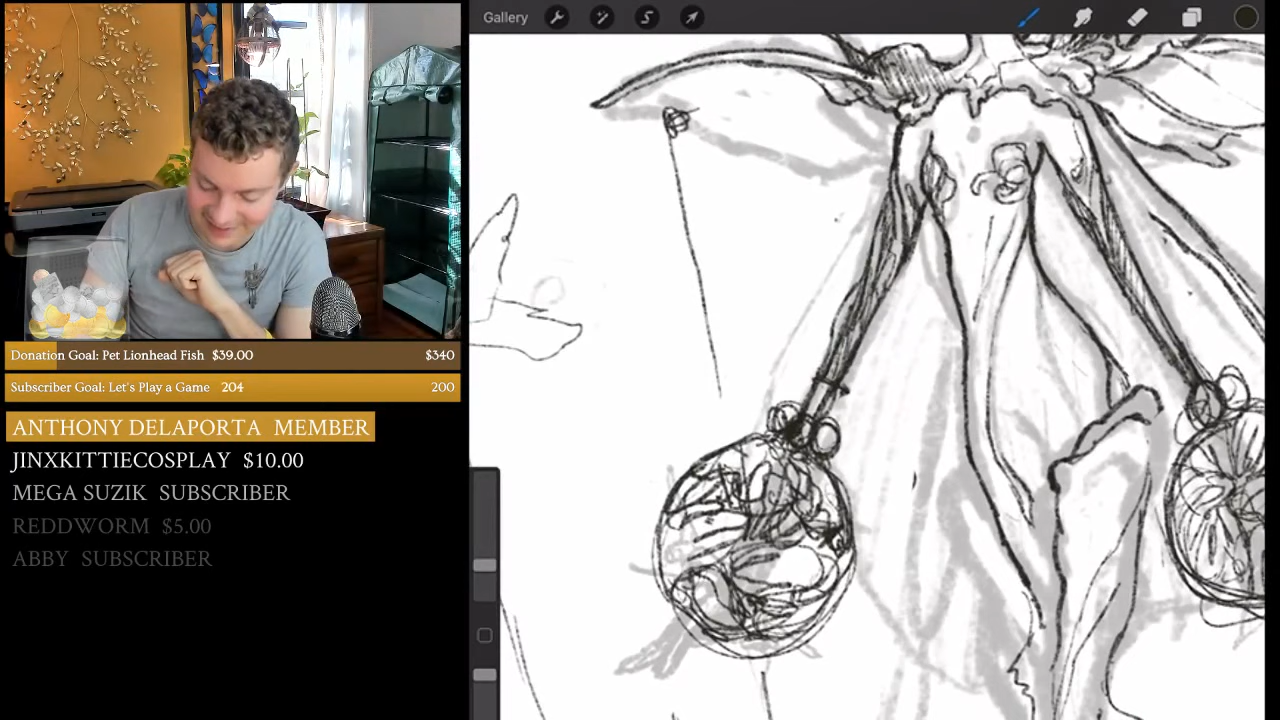 Gallery
Donation Goal: Pet Lionhead Fish $39.00 $340
Subscriber Goal: Let's Play a Game 204 200
ANTHONY DELAPORTA MEMBER
JINXKITTIECOSPLAY $10.00
MEGA SUZIK SUBSCRIBER
REDDWORM $5.00
ABBY SUBSCRIBER